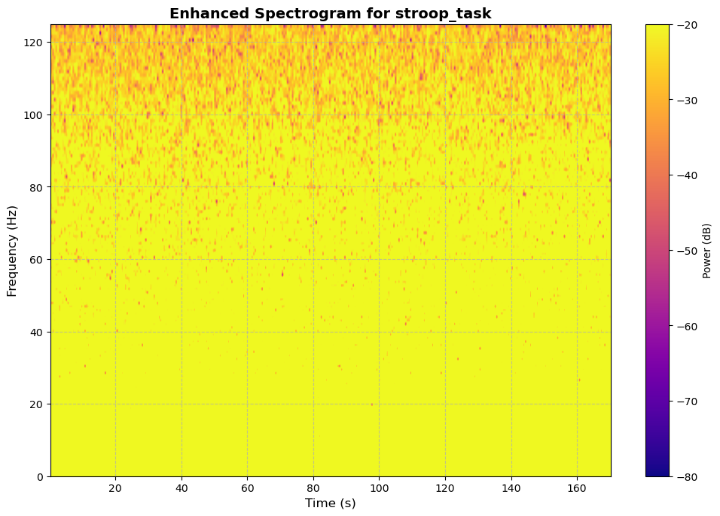 Enhanced Spectrogram for stroop_task
120
100
80
60
40
20
0
Frequency (Hz)
20 40 60 80 100 120 140 160
Time (s)
−20
−30
−40
−50
−60
−70
−80
Power (dB)